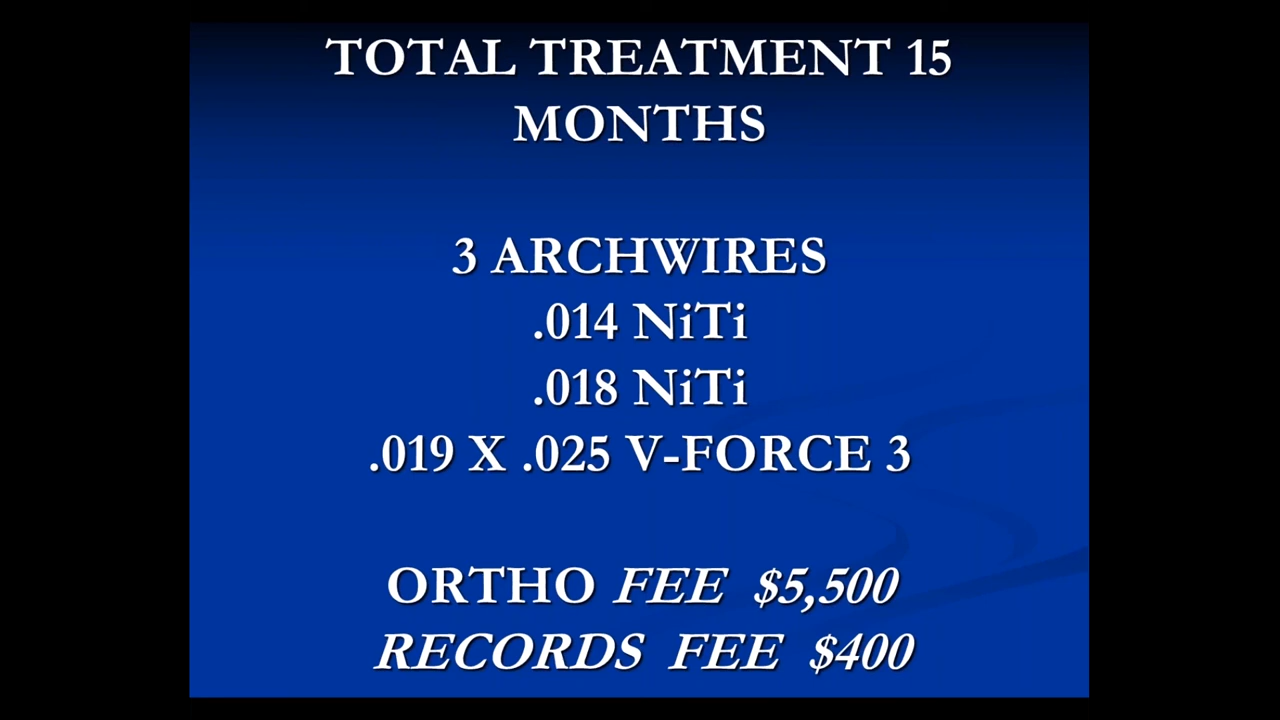 TOTAL TREATMENT 15
MONTHS
3 ARCHWIRES
.014 NiTi
.018 NiTi
.019 X .025 V-FORCE 3
ORTHO FEE $5,500
RECORDS FEE $400